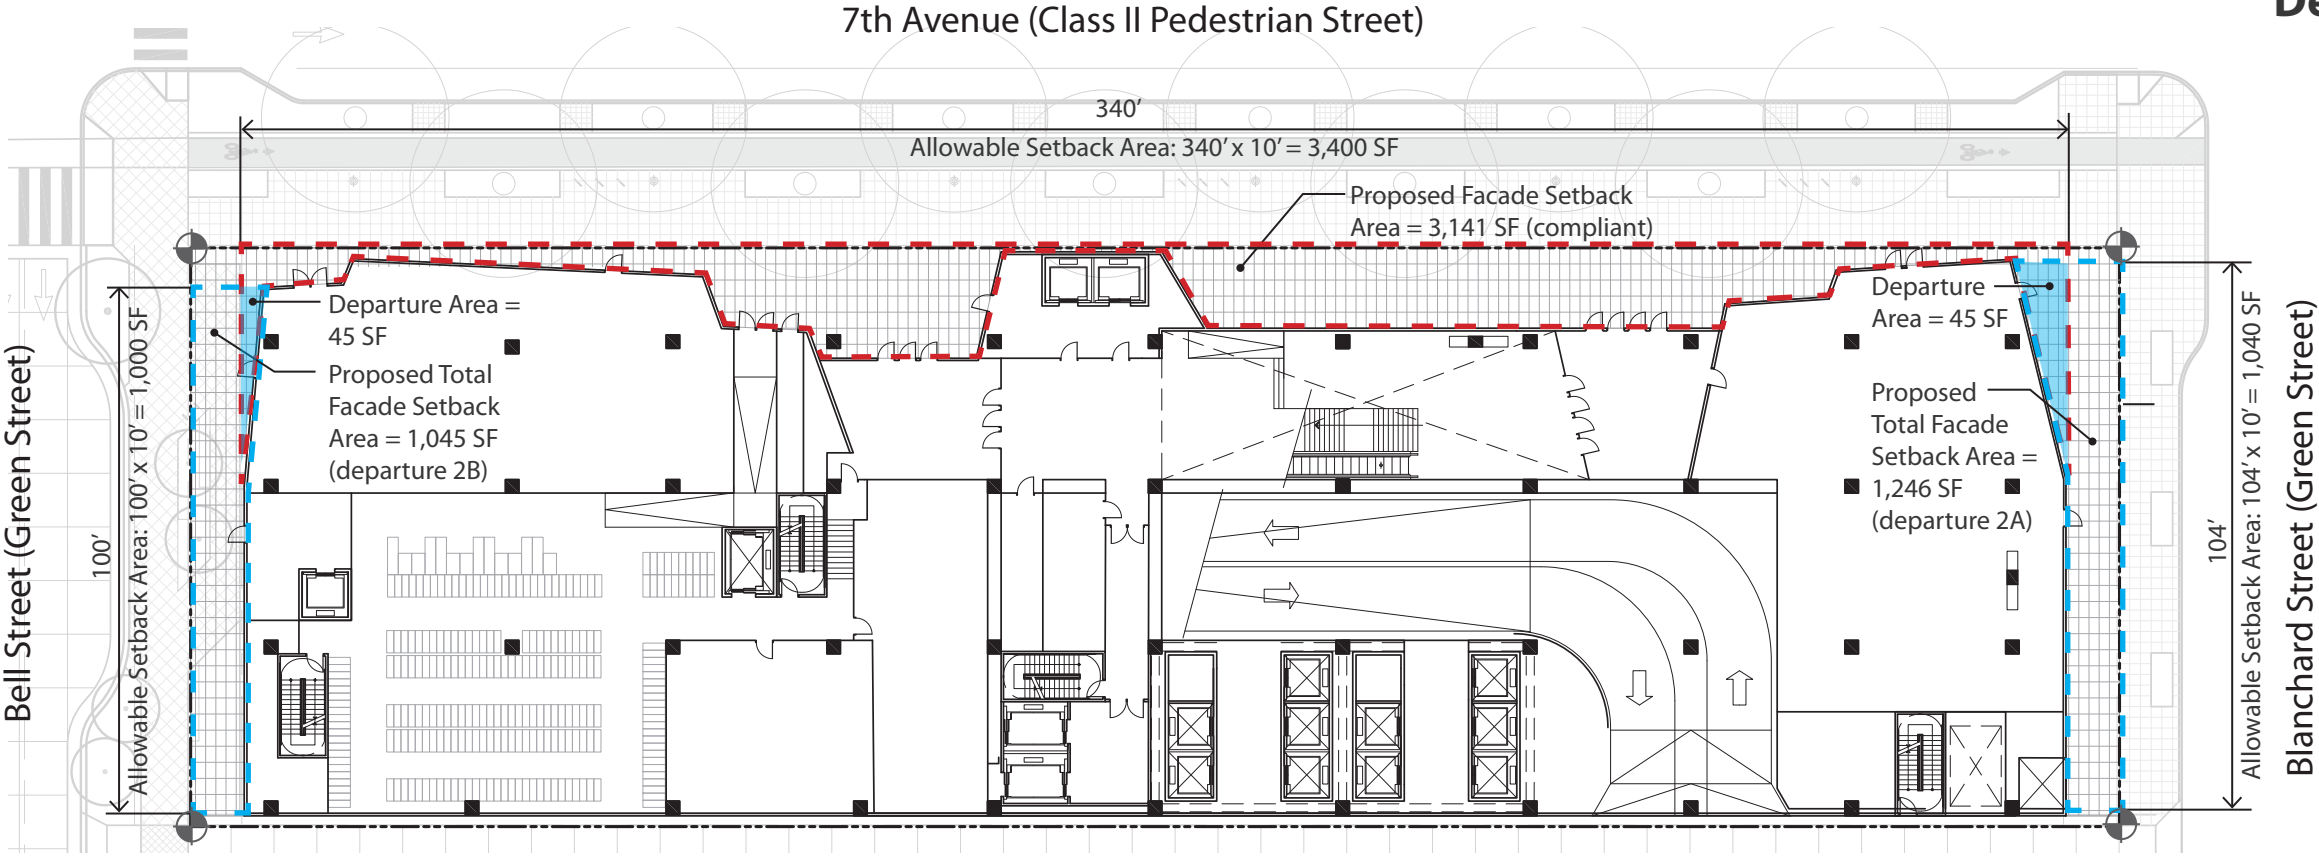 De
7th Avenue (Class II Pedestrian Street)
340'
Allowable Setback Area: 340' x 10' = 3,400 SF
Proposed Facade Setback
Area = 3,141 SF (compliant)
Departure Area =
45 SF
Proposed Total
Facade Setback
Area = 1,045 SF
(departure 2B)
Departure
Area = 45 SF
Proposed
Total Facade
Setback Area =
1,246 SF
(departure 2A)
Bell Street (Green Street)
100'
Allowable Setback Area: 100' x 10' = 1,000 SF
104'
Allowable Setback Area: 104' x 10' = 1,040 SF
Blanchard Street (Green Street)